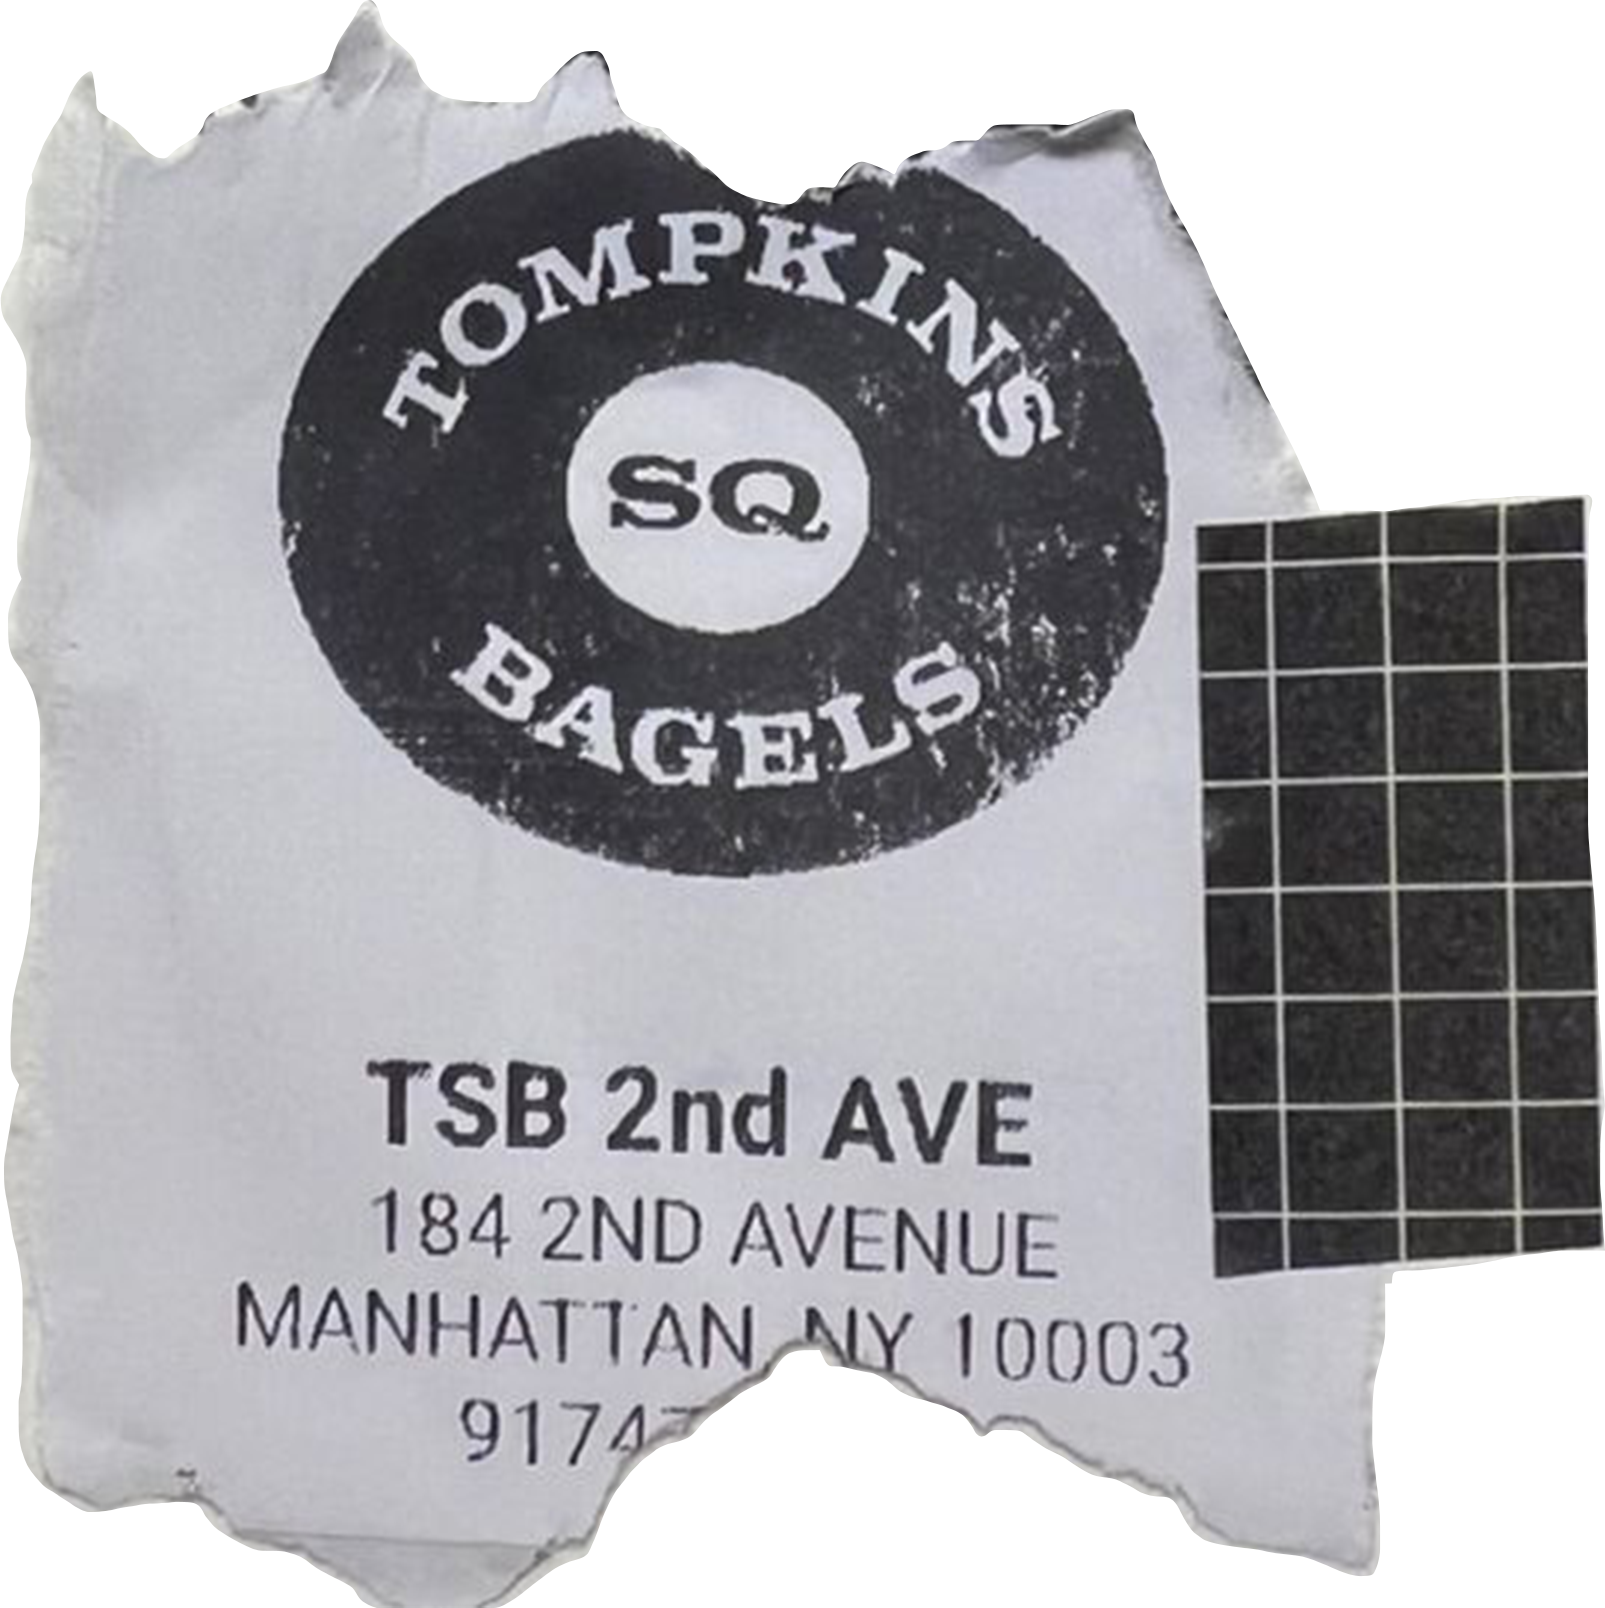 TOMPKINS
SQ
BAGELS
TSB 2nd AVE
184 2ND AVENUE
MANHATTAN, NY 10003